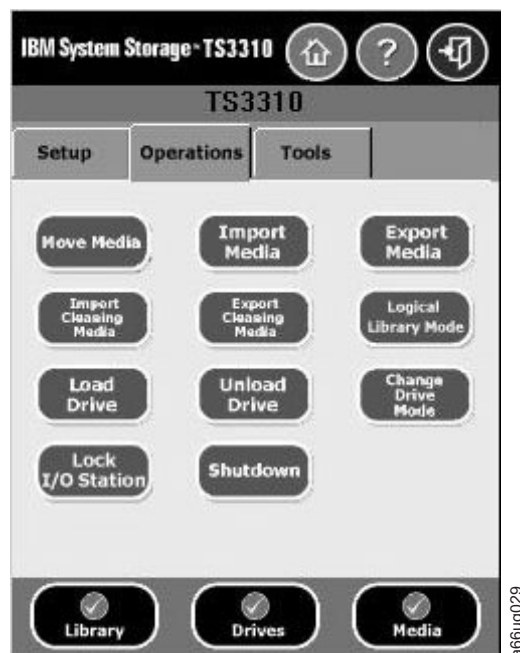 IBM System Storage™ TS3310
?
TS3310
Setup Operations Tools
Move Media
Import
Media
Export
Media
Import
Cleaning
Media
Export
Cleaning
Media
Logical
Library Mode
Load
Drive
Unload
Drive
Change
Drive
Mode
Lock
I/O Station
Shutdown
Library
Drives
Media
a66ug029